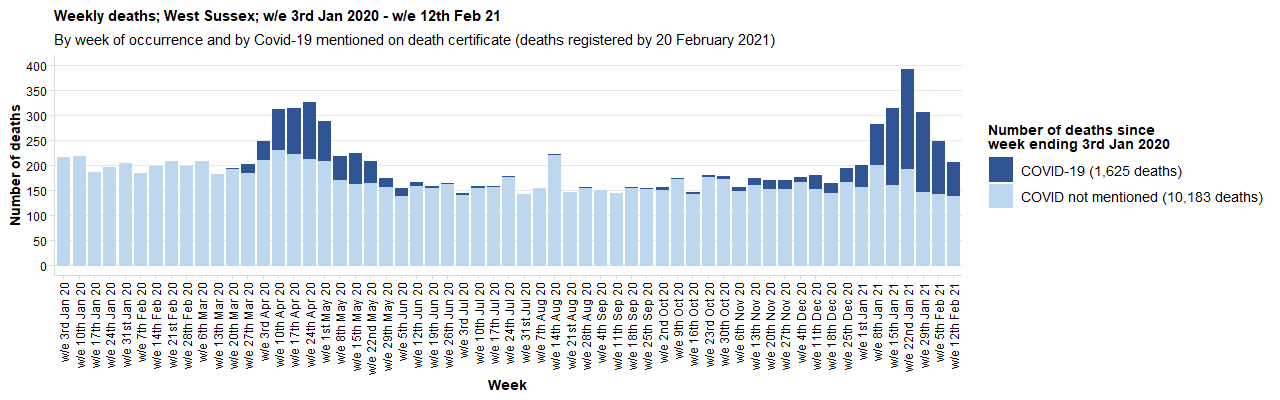 Weekly deaths; West Sussex; w/e 3rd Jan 2020 - w/e 12th Feb 21
By week of occurrence and by Covid-19 mentioned on death certificate (deaths registered by 20 February 2021)
Number of deaths
400
350
300
250
200
150
100
50
0
w/e 3rd Jan 20
w/e 10th Jan 20
w/e 17th Jan 20
w/e 24th Jan 20
w/e 31st Jan 20
w/e 7th Feb 20
w/e 14th Feb 20
w/e 21st Feb 20
w/e 28th Feb 20
w/e 6th Mar 20
w/e 13th Mar 20
w/e 20th Mar 20
w/e 27th Mar 20
w/e 3rd Apr 20
w/e 10th Apr 20
w/e 17th Apr 20
w/e 24th Apr 20
w/e 1st May 20
w/e 8th May 20
w/e 15th May 20
w/e 22nd May 20
w/e 29th May 20
w/e 5th Jun 20
w/e 12th Jun 20
w/e 19th Jun 20
w/e 26th Jun 20
w/e 3rd Jul 20
w/e 10th Jul 20
w/e 17th Jul 20
w/e 24th Jul 20
w/e 31st Jul 20
w/e 7th Aug 20
w/e 14th Aug 20
w/e 21st Aug 20
w/e 28th Aug 20
w/e 4th Sep 20
w/e 11th Sep 20
w/e 18th Sep 20
w/e 25th Sep 20
w/e 2nd Oct 20
w/e 9th Oct 20
w/e 16th Oct 20
w/e 23rd Oct 20
w/e 30th Oct 20
w/e 6th Nov 20
w/e 13th Nov 20
w/e 20th Nov 20
w/e 27th Nov 20
w/e 4th Dec 20
w/e 11th Dec 20
w/e 18th Dec 20
w/e 25th Dec 20
w/e 1st Jan 21
w/e 8th Jan 21
w/e 15th Jan 21
w/e 22nd Jan 21
w/e 29th Jan 21
w/e 5th Feb 21
w/e 12th Feb 21
Week
Number of deaths since
week ending 3rd Jan 2020
COVID-19 (1,625 deaths)
COVID not mentioned (10,183 deaths)